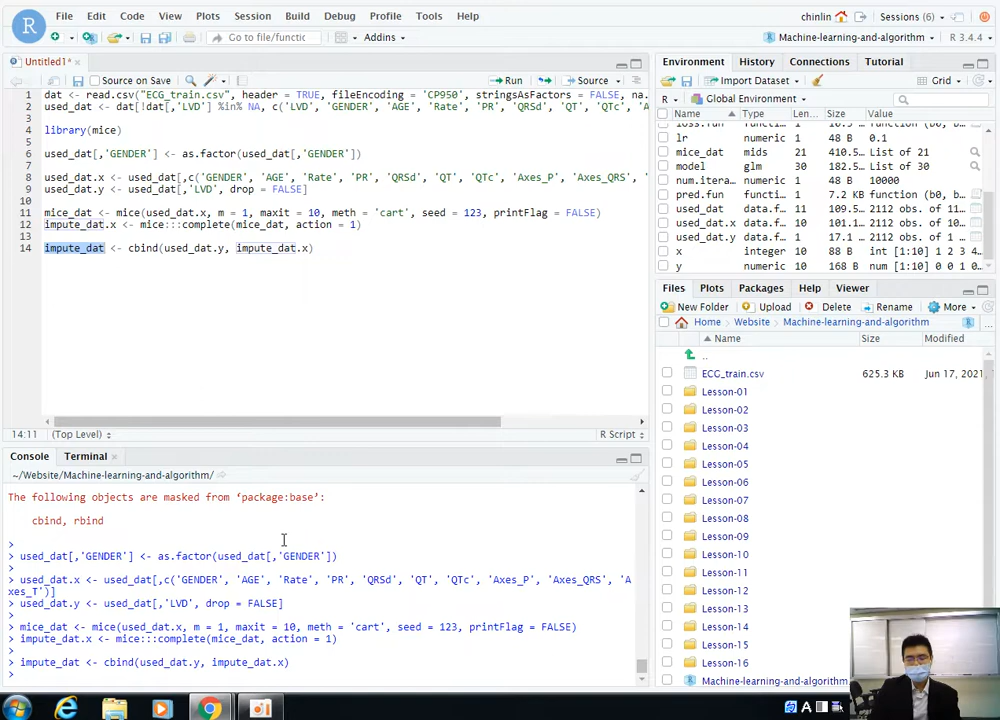 File Edit Code View Plots Session Build Debug Profile Tools Help
chinlin Sessions (6)
R Go to file/functic Addins Machine-learning-and-algorithm R 3.4.4
Untitled1* Environment History Connections Tutorial
Source on Save Run Source Import Dataset Grid
R Global Environment
Name Type Len... Size Value
1 dat <- read.csv("ECG_train.csv", header = TRUE, fileEncoding = 'CP950', stringsAsFactors = FALSE, na.
2 used_dat <- dat[!dat[,'LVD'] %in% NA, c('LVD', 'GENDER', 'AGE', 'Rate', 'PR', 'QRSd', 'QT', 'QTc', 'A
3
4 library(mice)
5
6 used_dat[,'GENDER'] <- as.factor(used_dat[,'GENDER'])
7
8 used_dat.x <- used_dat[,c('GENDER', 'AGE', 'Rate', 'PR', 'QRSd', 'QT', 'QTc', 'Axes_P', 'Axes_QRS', '
9 used_dat.y <- used_dat[,'LVD', drop = FALSE]
10
11 mice_dat <- mice(used_dat.x, m = 1, maxit = 10, meth = 'cart', seed = 123, printFlag = FALSE)
12 impute_dat.x <- mice:::complete(mice_dat, action = 1)
13
14 impute_dat <- cbind(used_dat.y, impute_dat.x)
14:11 (Top Level) R Script
lr numeric 1 48 B 0.1
mice_dat mids 21 410.5... List of 21
model glm 30 182.5... List of 30
num.itera... numeric 1 48 B 10000
pred.fun functi... 1 7.2 KB function (b0, b...
used_dat data.f... 11 109.5... 2112 obs. of 11...
used_dat.x data.f... 10 101.... 2112 obs. of 10...
used_dat.y data.f... 1 17.1 ... 2112 obs. of 1 ...
x integer 10 88 B int [1:10] 1 2 3 4...
y numeric 10 168 B num [1:10] 0 0 1 0...
Files Plots Packages Help Viewer
New Folder Upload Delete Rename More
Home Website Machine-learning-and-algorithm
Name Size Modified
..
ECG_train.csv 625.3 KB Jun 17, 2021,
Lesson-01
Lesson-02
Lesson-03
Lesson-04
Lesson-05
Lesson-06
Lesson-07
Lesson-08
Lesson-09
Lesson-10
Lesson-11
Lesson-12
Lesson-13
Lesson-14
Lesson-15
Lesson-16
Machine-learning-and-algorithm
Console Terminal
~/Website/Machine-learning-and-algorithm/
The following objects are masked from ‘package:base’:
cbind, rbind
>
> used_dat[,'GENDER'] <- as.factor(used_dat[,'GENDER'])
>
> used_dat.x <- used_dat[,c('GENDER', 'AGE', 'Rate', 'PR', 'QRSd', 'QT', 'QTc', 'Axes_P', 'Axes_QRS', 'A
xes_T')]
> used_dat.y <- used_dat[,'LVD', drop = FALSE]
>
> mice_dat <- mice(used_dat.x, m = 1, maxit = 10, meth = 'cart', seed = 123, printFlag = FALSE)
> impute_dat.x <- mice:::complete(mice_dat, action = 1)
>
> impute_dat <- cbind(used_dat.y, impute_dat.x)
>